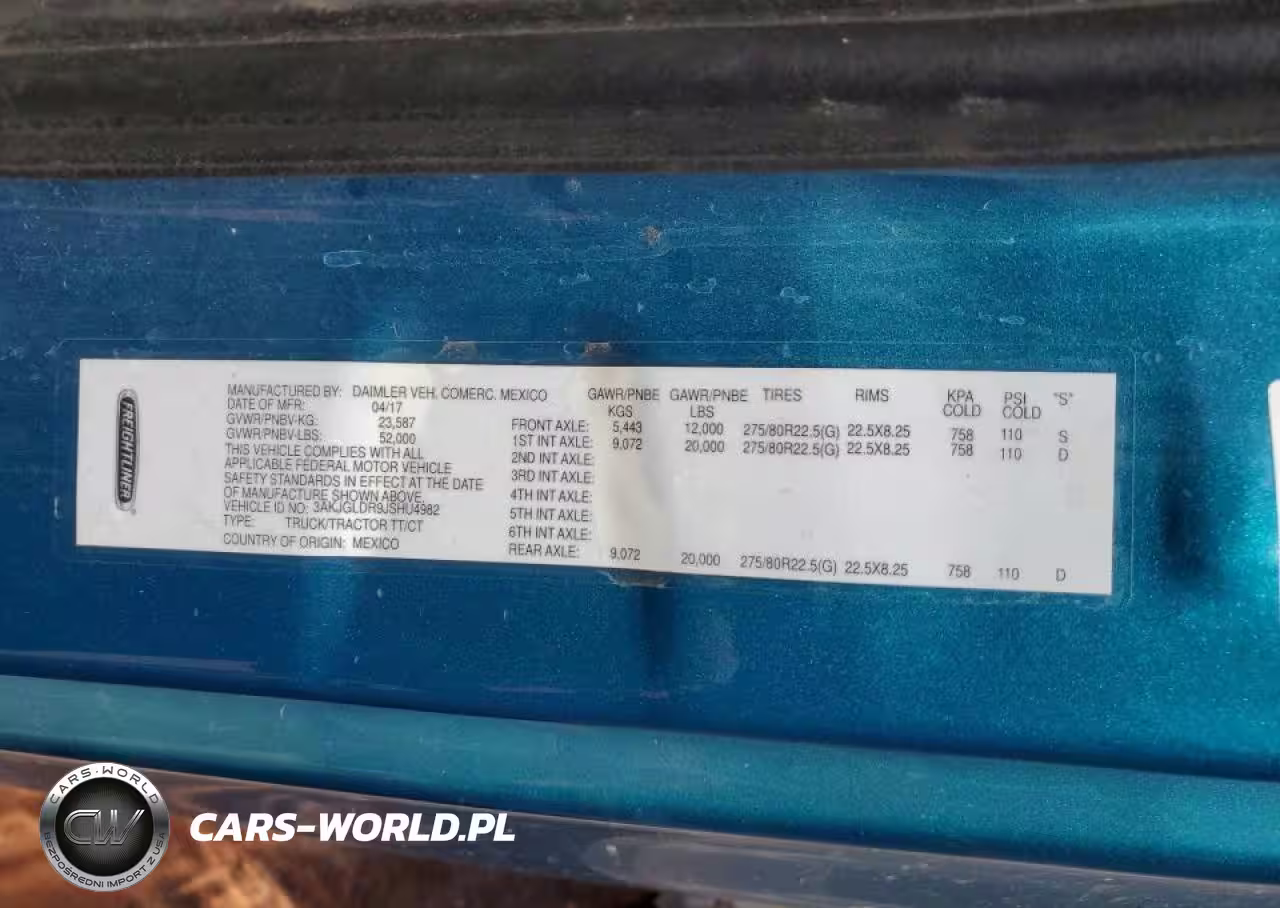 FREIGHTLINER
MANUFACTURED BY: DAIMLER VEH. COMERC. MEXICO
DATE OF MFR: 04/17
GVWR/PNBV-KG: 23,587
GVWR/PNBV-LBS: 52,000
THIS VEHICLE COMPLIES WITH ALL
APPLICABLE FEDERAL MOTOR VEHICLE
SAFETY STANDARDS IN EFFECT AT THE DATE
OF MANUFACTURE SHOWN ABOVE.
VEHICLE ID NO: 3AKJGLDR9JSHU4982
TYPE: TRUCK/TRACTOR TT/CT
COUNTRY OF ORIGIN: MEXICO
GAWR/PNBE GAWR/PNBE TIRES RIMS KPA PSI "S"
KGS LBS COLD COLD
FRONT AXLE: 5,443 12,000 275/80R22.5(G) 22.5X8.25 758 110 S
1ST INT AXLE: 9,072 20,000 275/80R22.5(G) 22.5X8.25 758 110 D
2ND INT AXLE:
3RD INT AXLE:
4TH INT AXLE:
5TH INT AXLE:
6TH INT AXLE:
REAR AXLE: 9,072 20,000 275/80R22.5(G) 22.5X8.25 758 110 D
CARS-WORLD
CW
BEZPOŚREDNI IMPORT Z USA
CARS-WORLD.PL